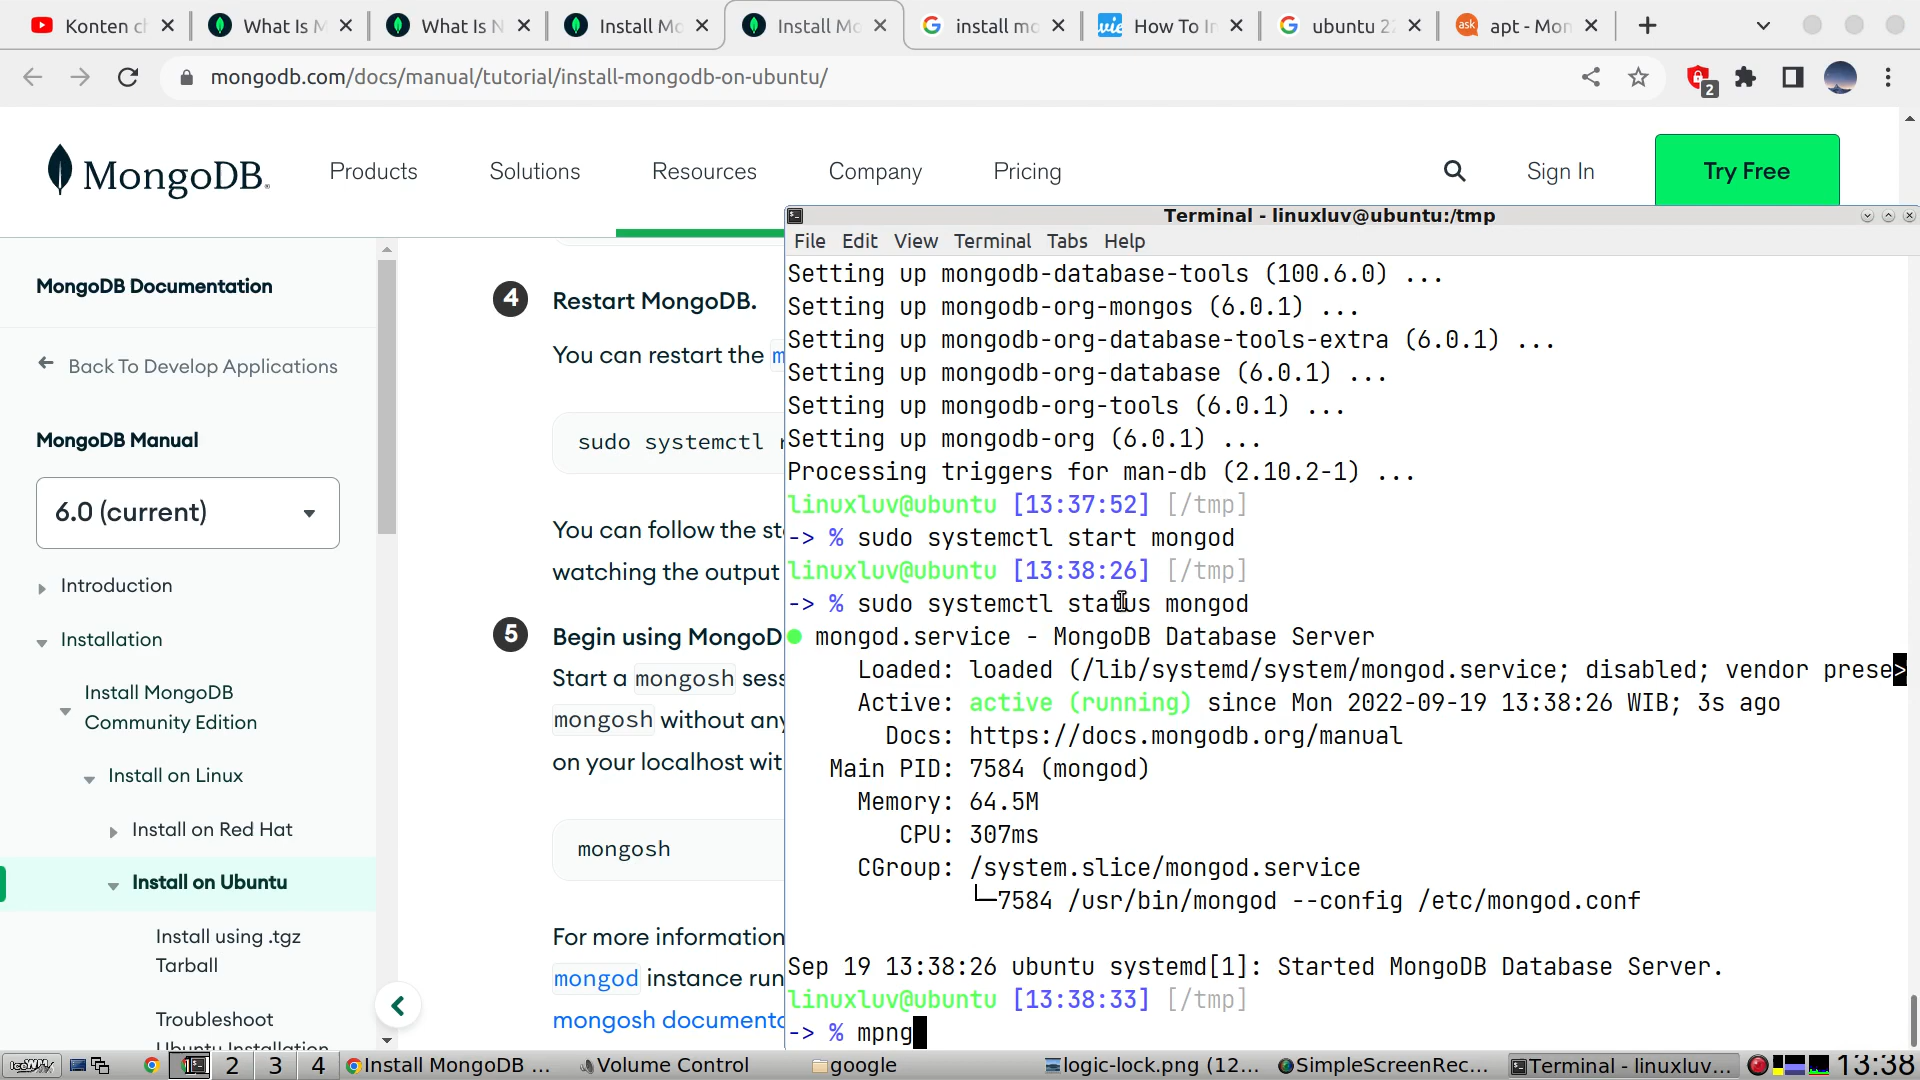 Konten ch
What Is M
What Is N
Install Mo
Install Mo
install mo
vie
How To In
ubuntu 22
ask
apt - Mon
mongodb.com/docs/manual/tutorial/install-mongodb-on-ubuntu/
2
MongoDB.
Products
Solutions
Resources
Company
Pricing
Sign In
Try Free
MongoDB Documentation
Back To Develop Applications
MongoDB Manual
6.0 (current)
Introduction
Installation
Install MongoDB
Community Edition
Install on Linux
Install on Red Hat
Install on Ubuntu
Install using .tgz
Tarball
Troubleshoot
Ubuntu Installation
4
Restart MongoDB.
You can restart the m
sudo systemctl r
You can follow the st
watching the output
5
Begin using MongoD
Start a mongosh sess
mongosh without any
on your localhost wit
mongosh
For more information
mongod instance run
mongosh documenta
Terminal - linuxluv@ubuntu:/tmp
File Edit View Terminal Tabs Help
Setting up mongodb-database-tools (100.6.0) ...
Setting up mongodb-org-mongos (6.0.1) ...
Setting up mongodb-org-database-tools-extra (6.0.1) ...
Setting up mongodb-org-database (6.0.1) ...
Setting up mongodb-org-tools (6.0.1) ...
Setting up mongodb-org (6.0.1) ...
Processing triggers for man-db (2.10.2-1) ...
linuxluv@ubuntu [13:37:52] [/tmp]
-> % sudo systemctl start mongod
linuxluv@ubuntu [13:38:26] [/tmp]
-> % sudo systemctl status mongod
● mongod.service - MongoDB Database Server
Loaded: loaded (/lib/systemd/system/mongod.service; disabled; vendor prese>
Active: active (running) since Mon 2022-09-19 13:38:26 WIB; 3s ago
Docs: https://docs.mongodb.org/manual
Main PID: 7584 (mongod)
Memory: 64.5M
CPU: 307ms
CGroup: /system.slice/mongod.service
└─7584 /usr/bin/mongod --config /etc/mongod.conf
Sep 19 13:38:26 ubuntu systemd[1]: Started MongoDB Database Server.
linuxluv@ubuntu [13:38:33] [/tmp]
-> % mpng
IceWM
1
2
3
4
Install MongoDB ...
Volume Control
google
logic-lock.png (12...
SimpleScreenRec...
Terminal - linuxluv...
13:38